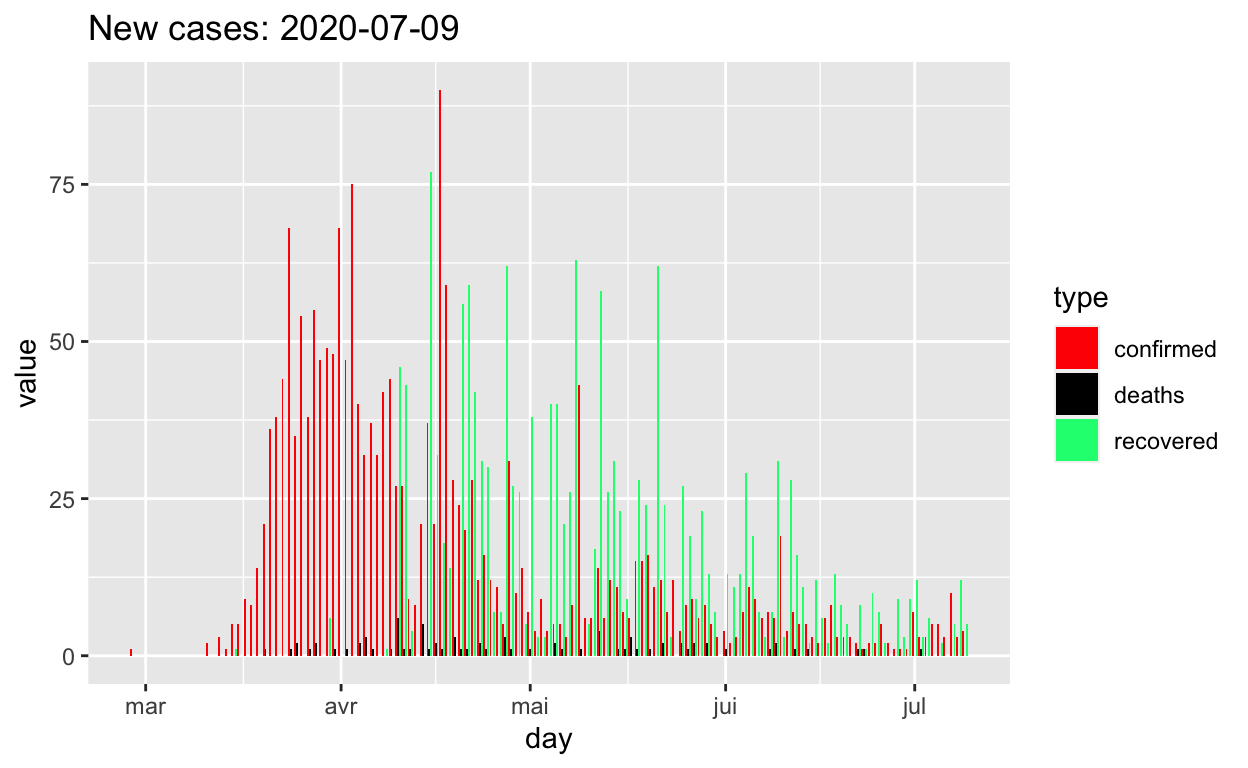 New cases: 2020-07-09
value
75
50
25
0
mar
avr
mai
jui
jul
day
type
confirmed
deaths
recovered